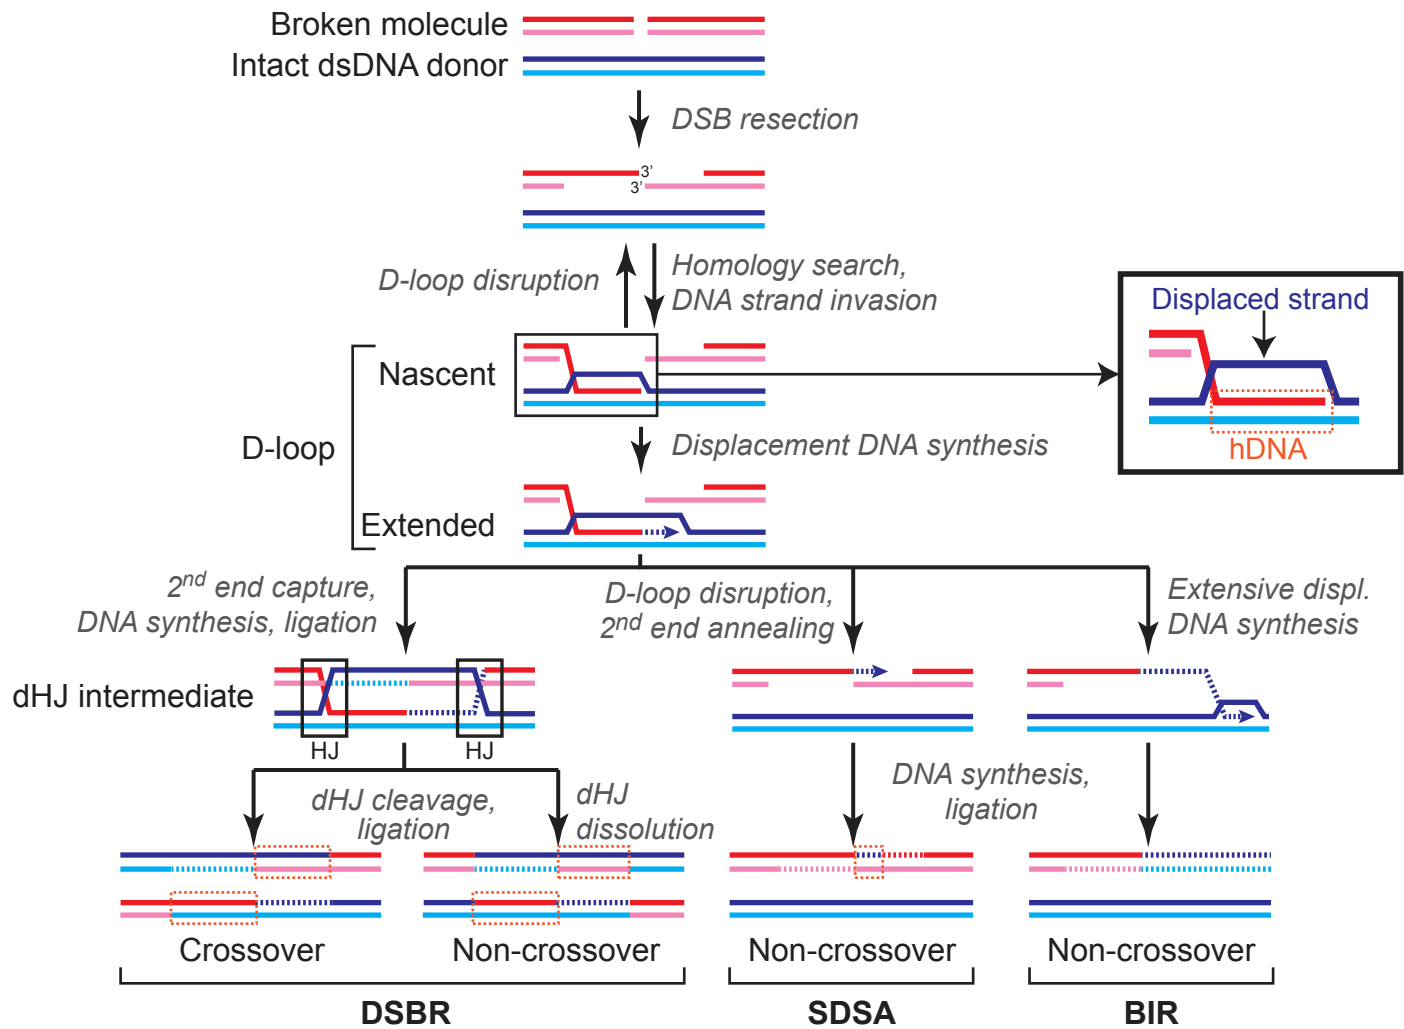 Broken molecule
Intact dsDNA donor
DSB resection
3'
3'
D-loop disruption
Homology search,
DNA strand invasion
Displaced strand
hDNA
Nascent
D-loop
Displacement DNA synthesis
Extended
2nd end capture,
DNA synthesis, ligation
D-loop disruption,
2nd end annealing
Extensive displ.
DNA synthesis
dHJ intermediate
HJ
HJ
dHJ cleavage,
ligation
dHJ
dissolution
DNA synthesis,
ligation
Crossover
Non-crossover
Non-crossover
Non-crossover
DSBR
SDSA
BIR